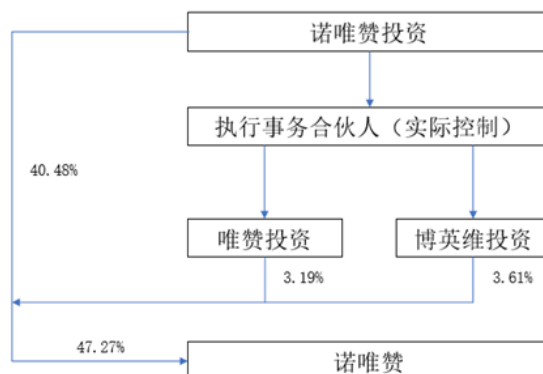 诺唯赞投资
执行事务合伙人（实际控制）
40.48%
唯赞投资
博英维投资
3.19%
3.61%
47.27%
诺唯赞